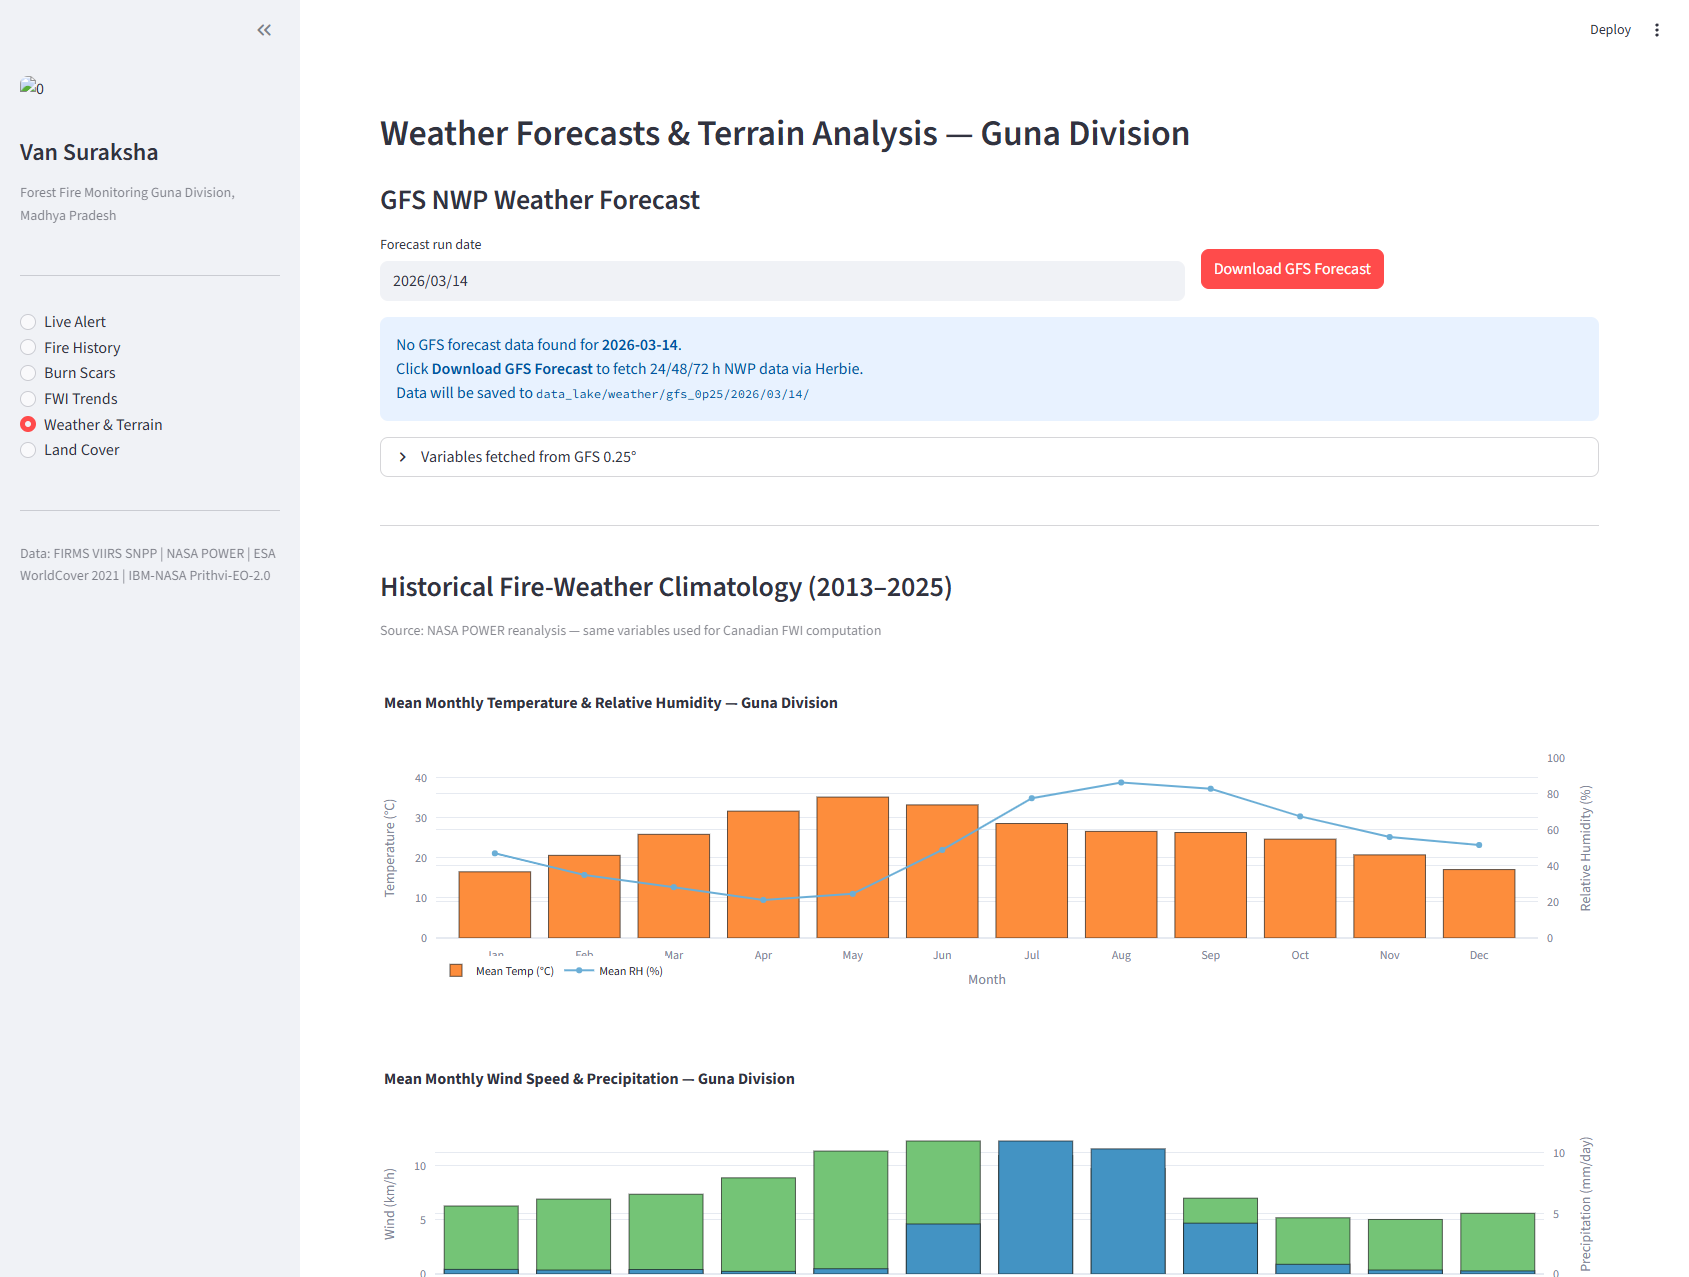 Deploy
0
Van Suraksha
Forest Fire Monitoring Guna Division,
Madhya Pradesh
Live Alert
Fire History
Burn Scars
FWI Trends
Weather & Terrain
Land Cover
Data: FIRMS VIIRS SNPP | NASA POWER | ESA
WorldCover 2021 | IBM-NASA Prithvi-EO-2.0
Weather Forecasts & Terrain Analysis — Guna Division
GFS NWP Weather Forecast
Forecast run date
2026/03/14
Download GFS Forecast
No GFS forecast data found for 2026-03-14.
Click Download GFS Forecast to fetch 24/48/72 h NWP data via Herbie.
Data will be saved to data_lake/weather/gfs_0p25/2026/03/14/
Variables fetched from GFS 0.25°
Historical Fire-Weather Climatology (2013–2025)
Source: NASA POWER reanalysis — same variables used for Canadian FWI computation
Mean Monthly Temperature & Relative Humidity — Guna Division
Temperature (°C)
40
30
20
10
0
100
80
60
40
20
0
Relative Humidity (%)
Jan Feb Mar Apr May Jun Jul Aug Sep Oct Nov Dec
Mean Temp (°C) Mean RH (%)
Month
Mean Monthly Wind Speed & Precipitation — Guna Division
Wind (km/h)
10
5
0
10
5
0
Precipitation (mm/day)